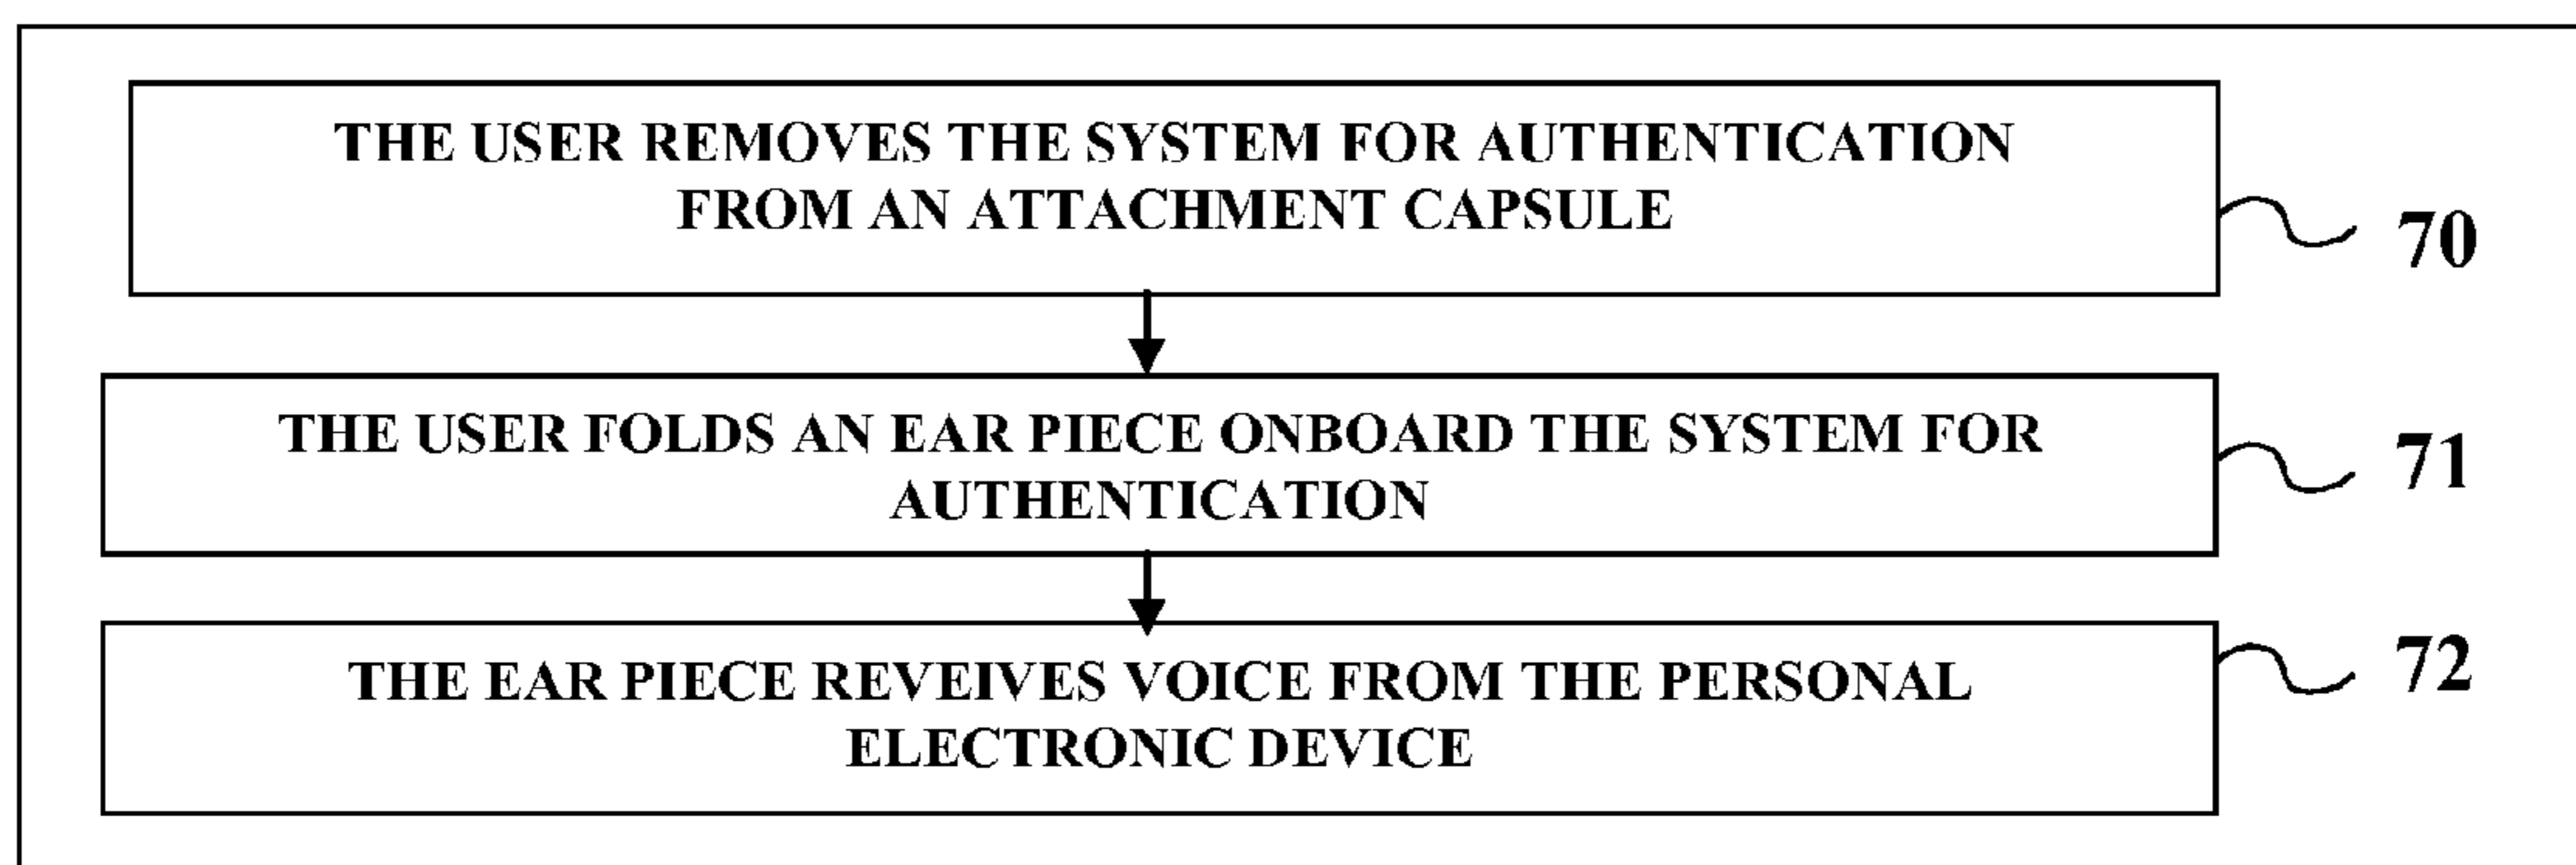 THE USER REMOVES THE SYSTEM FOR AUTHENTICATION
FROM AN ATTACHMENT CAPSULE
70
THE USER FOLDS AN EAR PIECE ONBOARD THE SYSTEM FOR
AUTHENTICATION
71
THE EAR PIECE REVEIVES VOICE FROM THE PERSONAL
ELECTRONIC DEVICE
72